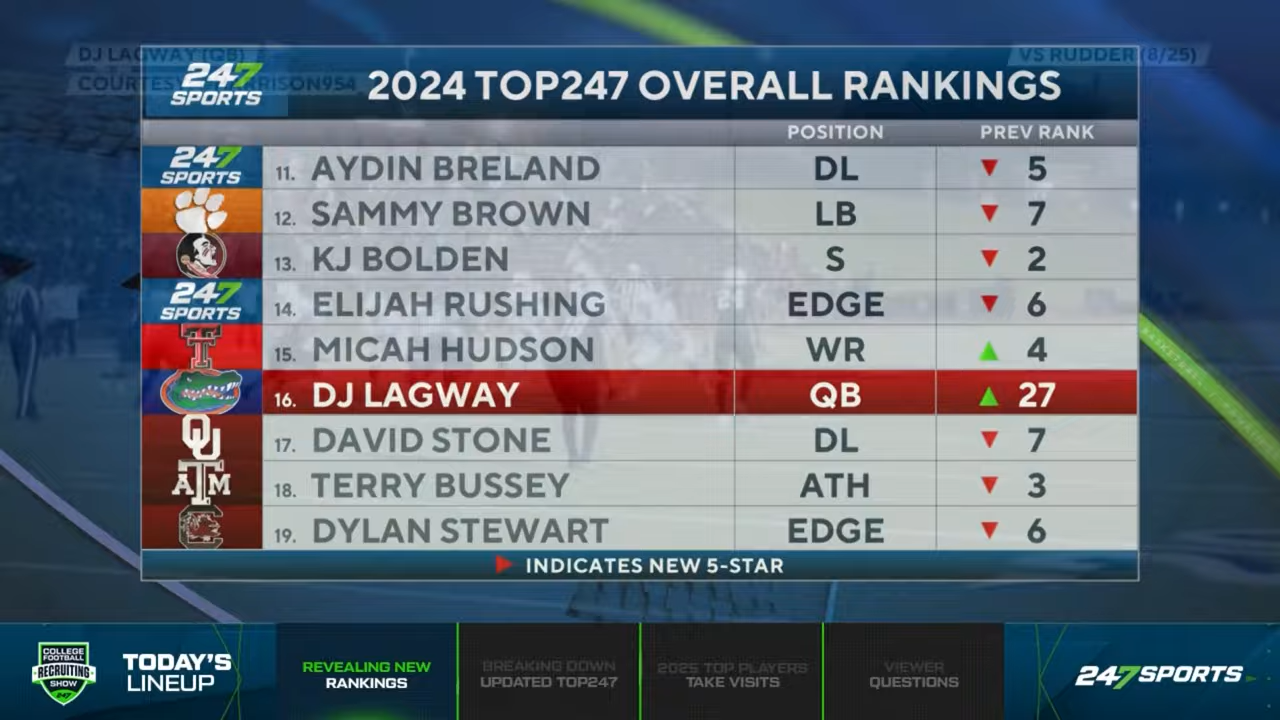 DJ LAGWAY (QB)
VS RUDDER (8/25)
247
SPORTS
2024 TOP247 OVERALL RANKINGS
POSITION PREV RANK
247 SPORTS 11. AYDIN BRELAND DL 5
12. SAMMY BROWN LB 7
13. KJ BOLDEN S 2
247 SPORTS 14. ELIJAH RUSHING EDGE 6
T 15. MICAH HUDSON WR 4
16. DJ LAGWAY QB 27
OU 17. DAVID STONE DL 7
ATM 18. TERRY BUSSEY ATH 3
C 19. DYLAN STEWART EDGE 6
INDICATES NEW 5-STAR
COLLEGE
FOOTBALL
RECRUITING
SHOW
247
TODAY'S
LINEUP
REVEALING NEW
RANKINGS
BREAKING DOWN
UPDATED TOP247
2025 TOP PLAYERS
TAKE VISITS
VIEWER
QUESTIONS
247SPORTS